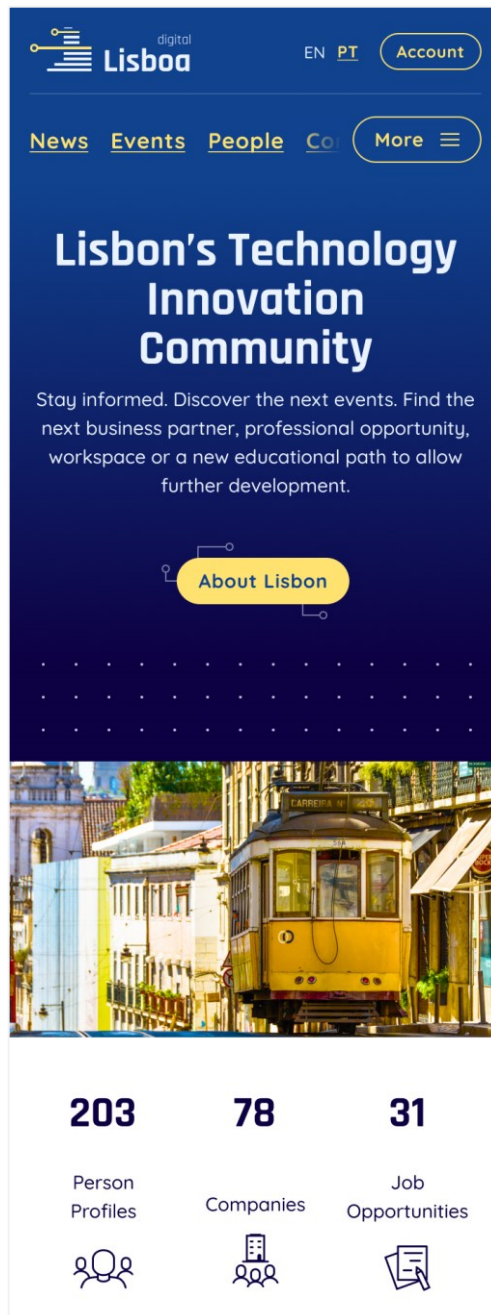 digital
Lisboa
EN PT Account
News Events People Co More
Lisbon's Technology
Innovation
Community
Stay informed. Discover the next events. Find the
next business partner, professional opportunity,
workspace or a new educational path to allow
further development.
About Lisbon
CARREIRA Nº
203 78 31
Person
Profiles
Companies
Job
Opportunities